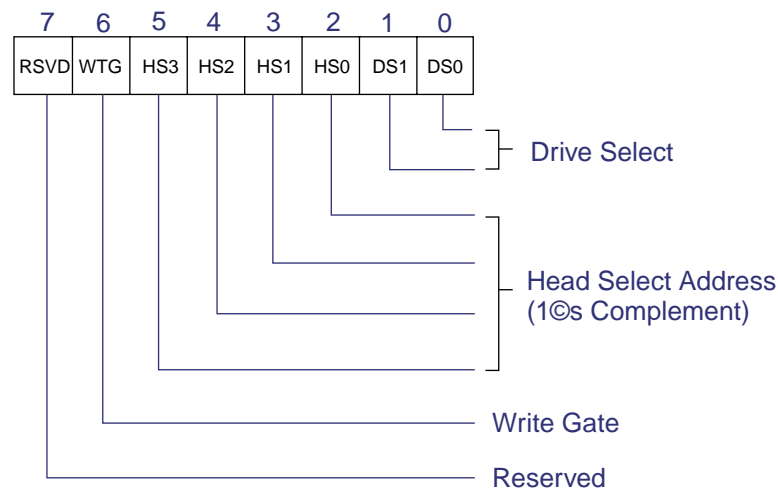 7 6 5 4 3 2 1 0
RSVD WTG HS3 HS2 HS1 HS0 DS1 DS0
Drive Select
Head Select Address
(1©s Complement)
Write Gate
Reserved